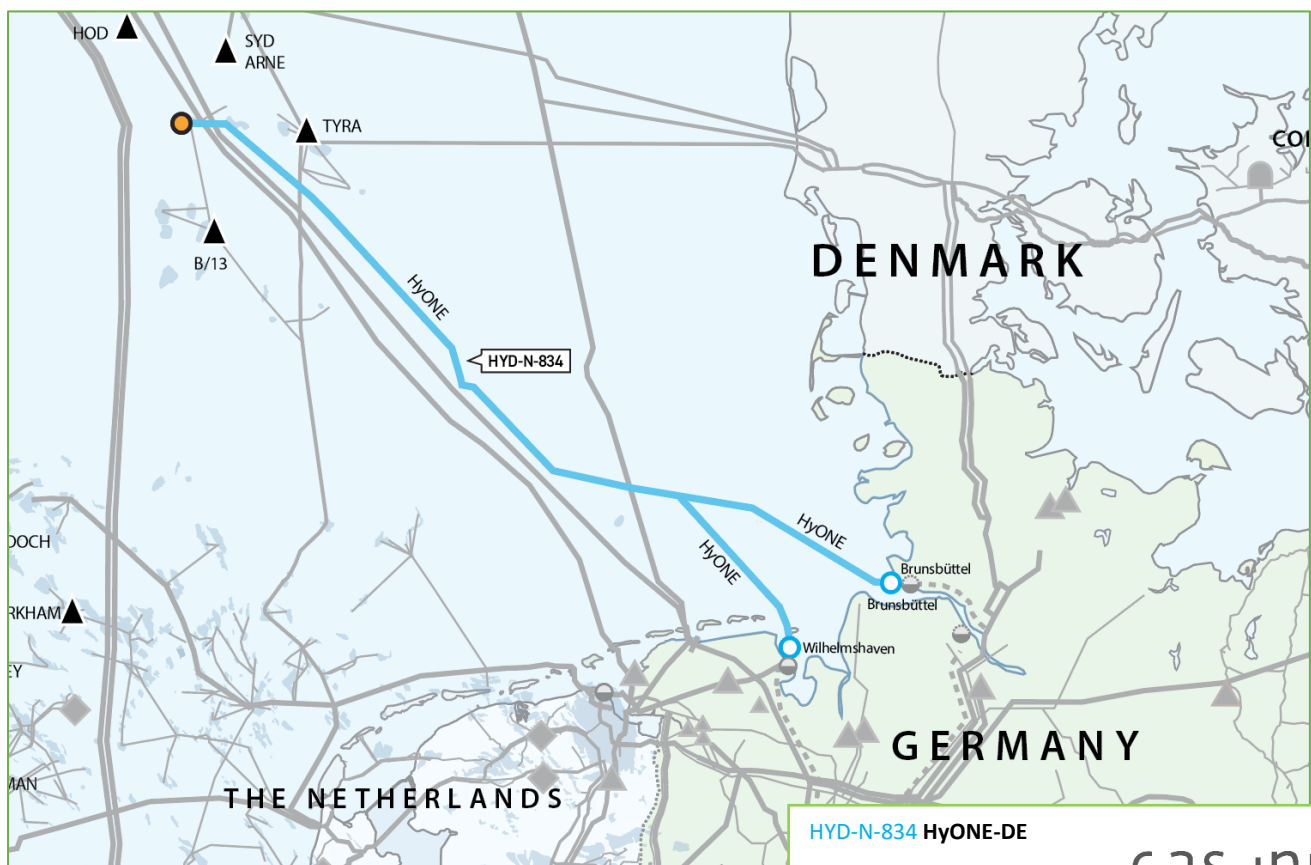 HOD
SYD
ARNE
TYRA
B/13
HyONE
HYD-N-834
DENMARK
HyONE
HyONE
Brunsbüttel
Brunsbüttel
Wilhelmshaven
GERMANY
THE NETHERLANDS
HYD-N-834 HyONE-DE